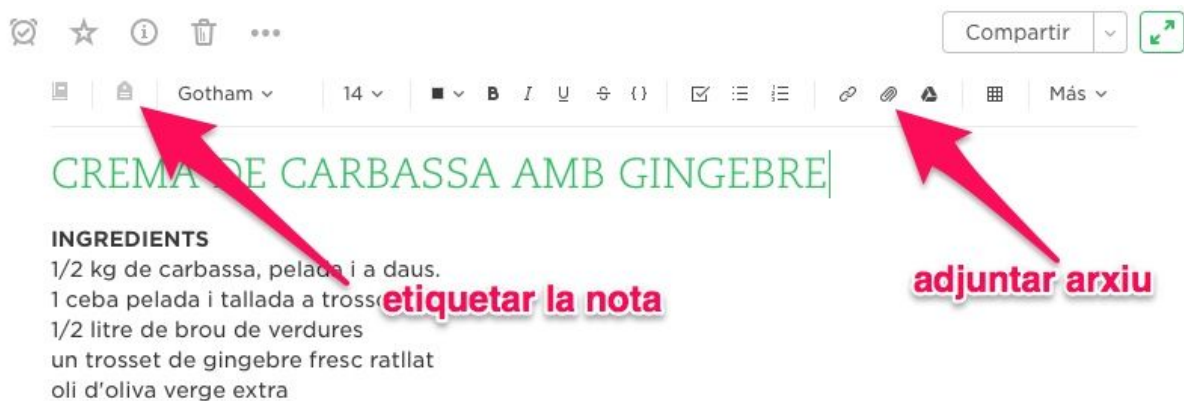 Compartir
Gotham 14 B I U S {} Más
CREMA DE CARBASSA AMB GINGEBRE
INGREDIENTS
1/2 kg de carbassa, pelada i a daus.
1 ceba pelada i tallada a
etiquetar la nota
adjuntar arxiu
1/2 litre de brou de verdures
un trosset de gingebre fresc ratllat
oli d'oliva verge extra